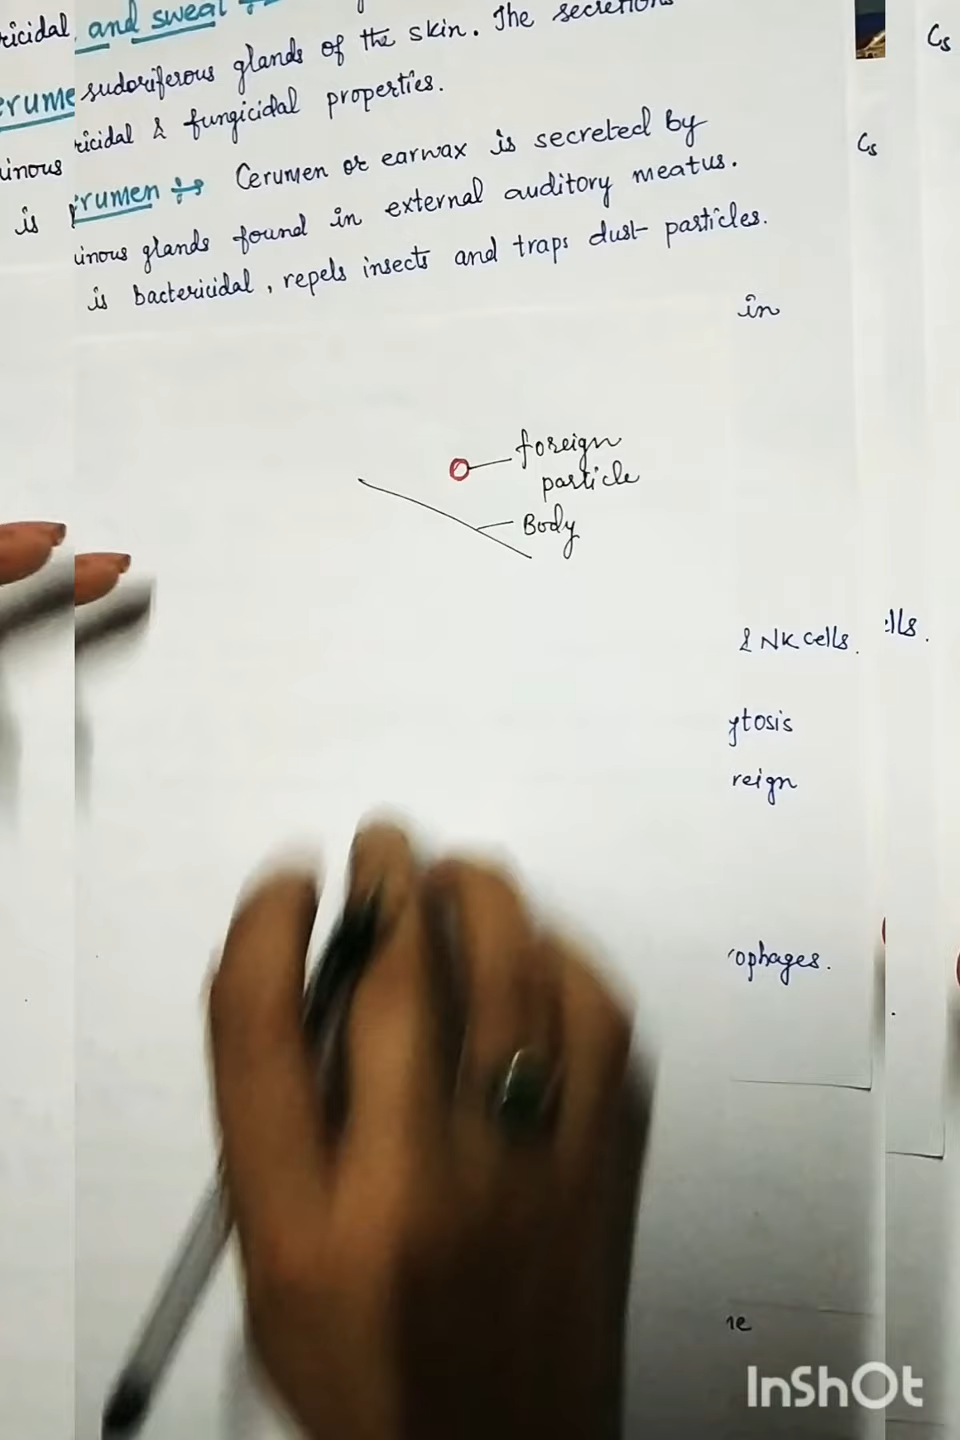 ricidal. and sweat
sudoriferous glands of the skin. The secretions
erume
ricidal & fungicidal properties.
inous
rumen Cerumen or earwax is secreted by
is
inous glands found in external auditory meatus.
is bactericidal, repels insects and traps dust particles.
Cs
Cs
in
foreign
particle
Body
& NK cells.
lls.
ytosis
reign
ophages.
ne
InShOt